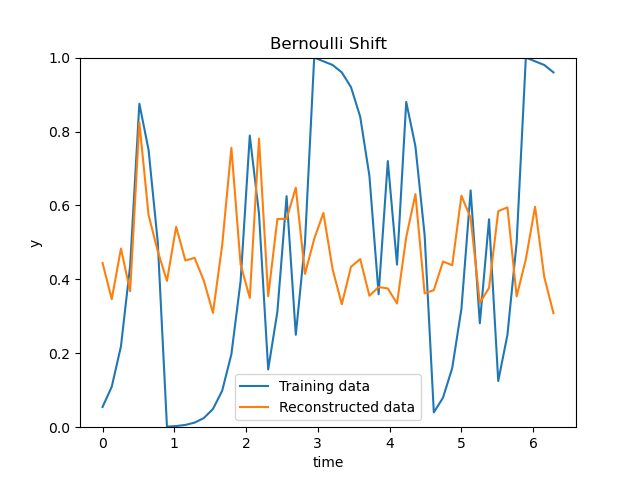 Bernoulli Shift
1.0
0.8
0.6
0.4
0.2
0.0
y
Training data
Reconstructed data
0 1 2 3 4 5 6
time